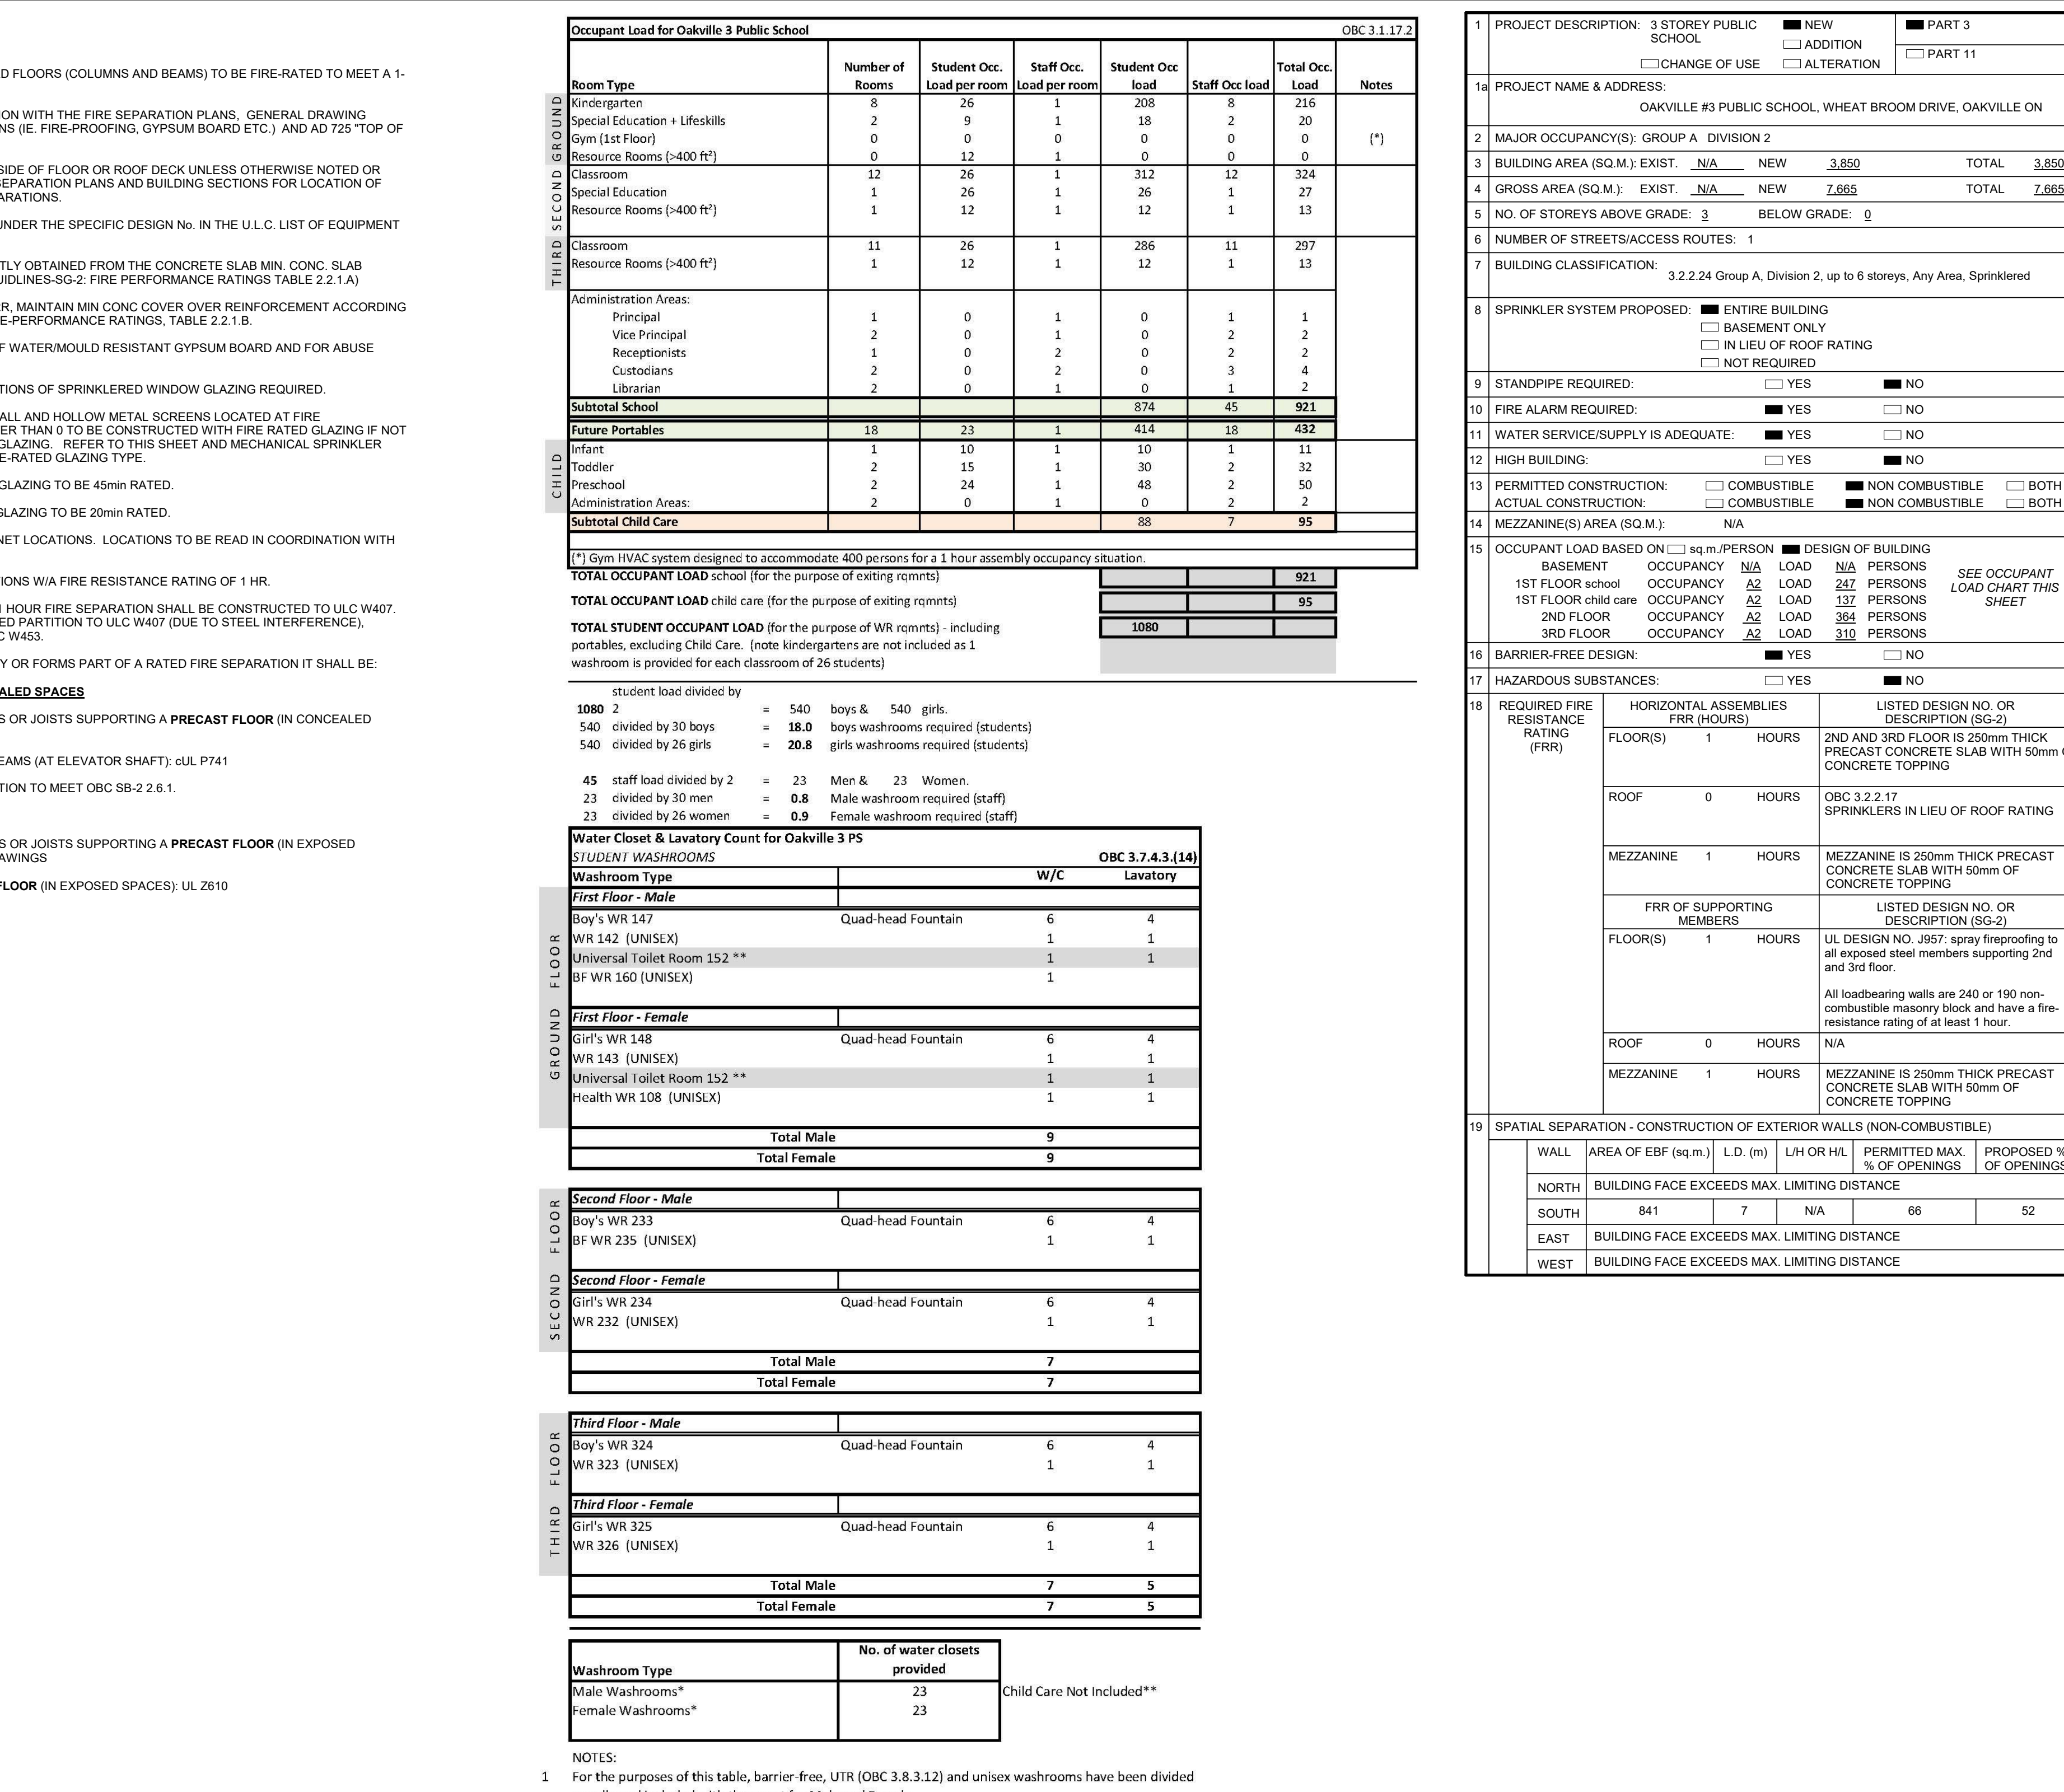 D FLOORS (COLUMNS AND BEAMS) TO BE FIRE-RATED TO MEET A 1-
ON WITH THE FIRE SEPARATION PLANS, GENERAL DRAWING
NS (IE. FIRE-PROOFING, GYPSUM BOARD ETC.) AND AD 725 "TOP OF
SIDE OF FLOOR OR ROOF DECK UNLESS OTHERWISE NOTED OR
SEPARATION PLANS AND BUILDING SECTIONS FOR LOCATION OF
ARATIONS.
UNDER THE SPECIFIC DESIGN No. IN THE U.L.C. LIST OF EQUIPMENT
TLY OBTAINED FROM THE CONCRETE SLAB MIN. CONC. SLAB
UIDLINES-SG-2: FIRE PERFORMANCE RATINGS TABLE 2.2.1.A)
R, MAINTAIN MIN CONC COVER OVER REINFORCEMENT ACCORDING
E-PERFORMANCE RATINGS, TABLE 2.2.1.B.
F WATER/MOULD RESISTANT GYPSUM BOARD AND FOR ABUSE
TIONS OF SPRINKLERED WINDOW GLAZING REQUIRED.
ALL AND HOLLOW METAL SCREENS LOCATED AT FIRE
ER THAN 0 TO BE CONSTRUCTED WITH FIRE RATED GLAZING IF NOT
GLAZING. REFER TO THIS SHEET AND MECHANICAL SPRINKLER
E-RATED GLAZING TYPE.
GLAZING TO BE 45min RATED.
GLAZING TO BE 20min RATED.
NET LOCATIONS. LOCATIONS TO BE READ IN COORDINATION WITH
TIONS W/A FIRE RESISTANCE RATING OF 1 HR.
1 HOUR FIRE SEPARATION SHALL BE CONSTRUCTED TO ULC W407.
ED PARTITION TO ULC W407 (DUE TO STEEL INTERFERENCE),
C W453.
Y OR FORMS PART OF A RATED FIRE SEPARATION IT SHALL BE:
ALED SPACES
S OR JOISTS SUPPORTING A PRECAST FLOOR (IN CONCEALED
EAMS (AT ELEVATOR SHAFT): cUL P741
TION TO MEET OBC SB-2 2.6.1.
S OR JOISTS SUPPORTING A PRECAST FLOOR (IN EXPOSED
AWINGS
FLOOR (IN EXPOSED SPACES): UL Z610
Occupant Load for Oakville 3 Public School OBC 3.1.17.2
Room Type Number of Rooms Student Occ. Load per room Staff Occ. Load per room Student Occ load Staff Occ load Total Occ. Load Notes
GROUND
Kindergarten 8 26 1 208 8 216
Special Education + Lifeskills 2 9 1 18 2 20
Gym (1st Floor) 0 0 0 0 0 0 (*)
Resource Rooms (>400 ft²) 0 12 1 0 0 0
SECOND
Classroom 12 26 1 312 12 324
Special Education 1 26 1 26 1 27
Resource Rooms (>400 ft²) 1 12 1 12 1 13
THIRD
Classroom 11 26 1 286 11 297
Resource Rooms (>400 ft²) 1 12 1 12 1 13
Administration Areas:
Principal 1 0 1 0 1 1
Vice Principal 2 0 1 0 2 2
Receptionists 1 0 2 0 2 2
Custodians 2 0 2 0 3 4
Librarian 2 0 1 0 1 2
Subtotal School 874 45 921
Future Portables 18 23 1 414 18 432
CHILD
Infant 1 10 1 10 1 11
Toddler 2 15 1 30 2 32
Preschool 2 24 1 48 2 50
Administration Areas: 2 0 1 0 2 2
Subtotal Child Care 88 7 95
(*) Gym HVAC system designed to accommodate 400 persons for a 1 hour assembly occupancy situation.
TOTAL OCCUPANT LOAD school (for the purpose of exiting rqmnts) 921
TOTAL OCCUPANT LOAD child care (for the purpose of exiting rqmnts) 95
TOTAL STUDENT OCCUPANT LOAD (for the purpose of WR rqmnts) - including 1080
portables, excluding Child Care. (note kindergartens are not included as 1
washroom is provided for each classroom of 26 students)
student load divided by
1080 2 = 540 boys & 540 girls.
540 divided by 30 boys = 18.0 boys washrooms required (students)
540 divided by 26 girls = 20.8 girls washrooms required (students)
45 staff load divided by 2 = 23 Men & 23 Women.
23 divided by 30 men = 0.8 Male washroom required (staff)
23 divided by 26 women = 0.9 Female washroom required (staff)
Water Closet & Lavatory Count for Oakville 3 PS
STUDENT WASHROOMS OBC 3.7.4.3.(14)
Washroom Type W/C Lavatory
GROUND FLOOR
First Floor - Male
Boy's WR 147 Quad-head Fountain 6 4
WR 142 (UNISEX) 1 1
Universal Toilet Room 152 ** 1 1
BF WR 160 (UNISEX) 1
First Floor - Female
Girl's WR 148 Quad-head Fountain 6 4
WR 143 (UNISEX) 1 1
Universal Toilet Room 152 ** 1 1
Health WR 108 (UNISEX) 1 1
Total Male 9
Total Female 9
SECOND FLOOR
Second Floor - Male
Boy's WR 233 Quad-head Fountain 6 4
BF WR 235 (UNISEX) 1 1
Second Floor - Female
Girl's WR 234 Quad-head Fountain 6 4
WR 232 (UNISEX) 1 1
Total Male 7
Total Female 7
THIRD FLOOR
Third Floor - Male
Boy's WR 324 Quad-head Fountain 6 4
WR 323 (UNISEX) 1 1
Third Floor - Female
Girl's WR 325 Quad-head Fountain 6 4
WR 326 (UNISEX) 1 1
Total Male 7 5
Total Female 7 5
Washroom Type No. of water closets provided
Male Washrooms* 23 Child Care Not Included**
Female Washrooms* 23
NOTES:
1 For the purposes of this table, barrier-free, UTR (OBC 3.8.3.12) and unisex washrooms have been divided
1 PROJECT DESCRIPTION: 3 STOREY PUBLIC SCHOOL NEW PART 3
ADDITION
CHANGE OF USE ALTERATION PART 11
1a PROJECT NAME & ADDRESS:
OAKVILLE #3 PUBLIC SCHOOL, WHEAT BROOM DRIVE, OAKVILLE ON
2 MAJOR OCCUPANCY(S): GROUP A DIVISION 2
3 BUILDING AREA (SQ.M.): EXIST. N/A NEW 3,850 TOTAL 3,850
4 GROSS AREA (SQ.M.): EXIST. N/A NEW 7,665 TOTAL 7,665
5 NO. OF STOREYS ABOVE GRADE: 3 BELOW GRADE: 0
6 NUMBER OF STREETS/ACCESS ROUTES: 1
7 BUILDING CLASSIFICATION:
3.2.2.24 Group A, Division 2, up to 6 storeys, Any Area, Sprinklered
8 SPRINKLER SYSTEM PROPOSED: ENTIRE BUILDING
BASEMENT ONLY
IN LIEU OF ROOF RATING
NOT REQUIRED
9 STANDPIPE REQUIRED: YES NO
10 FIRE ALARM REQUIRED: YES NO
11 WATER SERVICE/SUPPLY IS ADEQUATE: YES NO
12 HIGH BUILDING: YES NO
13 PERMITTED CONSTRUCTION: COMBUSTIBLE NON COMBUSTIBLE BOTH
ACTUAL CONSTRUCTION: COMBUSTIBLE NON COMBUSTIBLE BOTH
14 MEZZANINE(S) AREA (SQ.M.): N/A
15 OCCUPANT LOAD BASED ON sq.m./PERSON DESIGN OF BUILDING
BASEMENT OCCUPANCY N/A LOAD N/A PERSONS
1ST FLOOR school OCCUPANCY A2 LOAD 247 PERSONS
1ST FLOOR child care OCCUPANCY A2 LOAD 137 PERSONS
2ND FLOOR OCCUPANCY A2 LOAD 364 PERSONS
3RD FLOOR OCCUPANCY A2 LOAD 310 PERSONS
SEE OCCUPANT
LOAD CHART THIS
SHEET
16 BARRIER-FREE DESIGN: YES NO
17 HAZARDOUS SUBSTANCES: YES NO
18 REQUIRED FIRE RESISTANCE RATING (FRR)
HORIZONTAL ASSEMBLIES FRR (HOURS) LISTED DESIGN NO. OR DESCRIPTION (SG-2)
FLOOR(S) 1 HOURS 2ND AND 3RD FLOOR IS 250mm THICK
PRECAST CONCRETE SLAB WITH 50mm
CONCRETE TOPPING
ROOF 0 HOURS OBC 3.2.2.17
SPRINKLERS IN LIEU OF ROOF RATING
MEZZANINE 1 HOURS MEZZANINE IS 250mm THICK PRECAST
CONCRETE SLAB WITH 50mm OF
CONCRETE TOPPING
FRR OF SUPPORTING MEMBERS LISTED DESIGN NO. OR DESCRIPTION (SG-2)
FLOOR(S) 1 HOURS UL DESIGN NO. J957: spray fireproofing to
all exposed steel members supporting 2nd
and 3rd floor.
All loadbearing walls are 240 or 190 non-
combustible masonry block and have a fire-
resistance rating of at least 1 hour.
ROOF 0 HOURS N/A
MEZZANINE 1 HOURS MEZZANINE IS 250mm THICK PRECAST
CONCRETE SLAB WITH 50mm OF
CONCRETE TOPPING
19 SPATIAL SEPARATION - CONSTRUCTION OF EXTERIOR WALLS (NON-COMBUSTIBLE)
WALL AREA OF EBF (sq.m.) L.D. (m) L/H OR H/L PERMITTED MAX. % OF OPENINGS PROPOSED % OF OPENINGS
NORTH BUILDING FACE EXCEEDS MAX. LIMITING DISTANCE
SOUTH 841 7 N/A 66 52
EAST BUILDING FACE EXCEEDS MAX. LIMITING DISTANCE
WEST BUILDING FACE EXCEEDS MAX. LIMITING DISTANCE